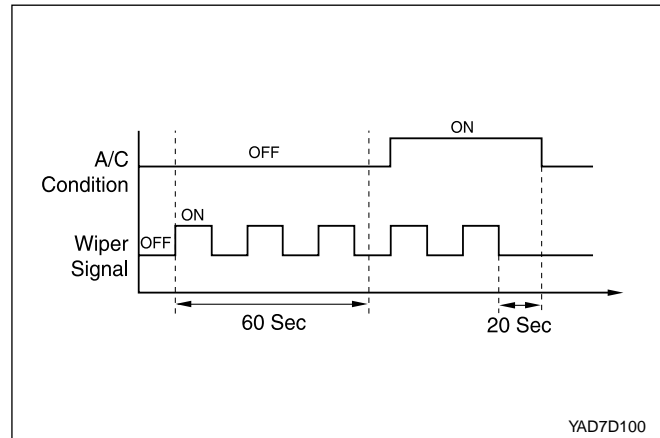 ON
OFF
A/C
Condition
ON
OFF
Wiper
Signal
60 Sec
20 Sec
YAD7D100